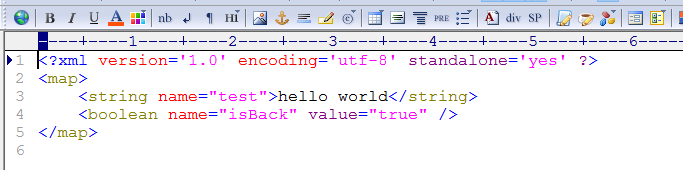 B I U A nb ↲ ¶ HI PRE A div SP
----+----1----+----2----+----3----+----4----+----5----+----6---
1 <?xml version='1.0' encoding='utf-8' standalone='yes' ?>
2 <map>
3     <string name="test">hello world</string>
4     <boolean name="isBack" value="true" />
5 </map>
6